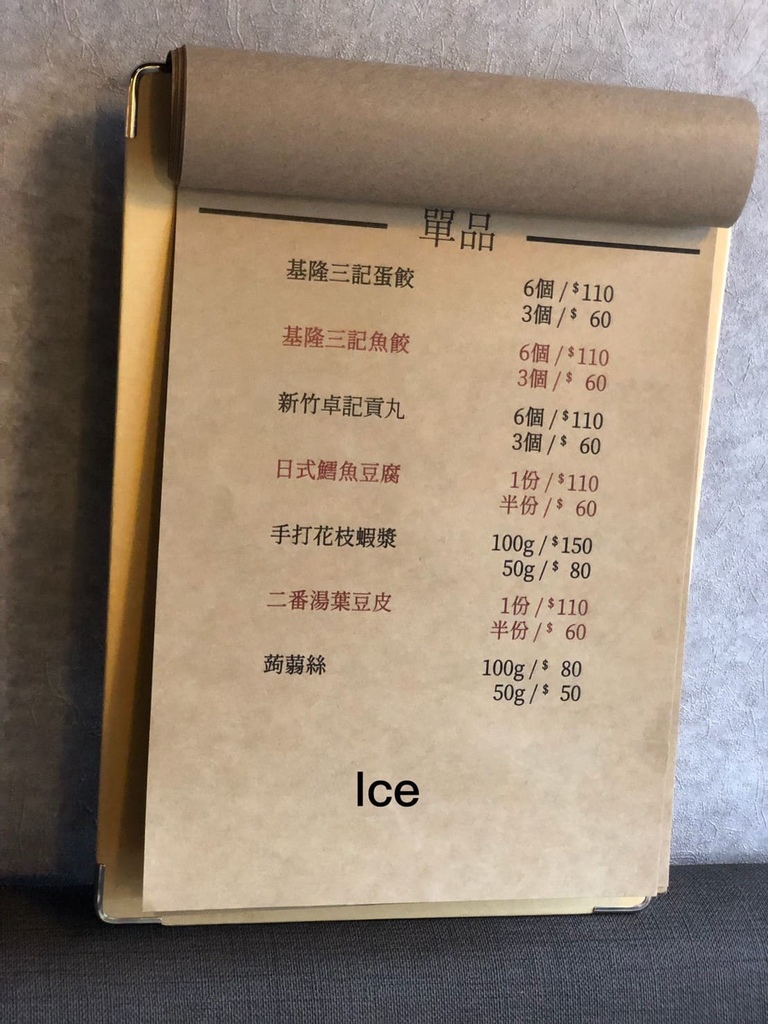 單品
基隆三記蛋餃 6個/$110
3個/$ 60
基隆三記魚餃 6個/$110
3個/$ 60
新竹卓記貢丸 6個/$110
3個/$ 60
日式鱈魚豆腐 1份/$110
半份/$ 60
手打花枝蝦漿 100g/$150
50g/$ 80
二番湯葉豆皮 1份/$110
半份/$ 60
蒟蒻絲 100g/$ 80
50g/$ 50
Ice